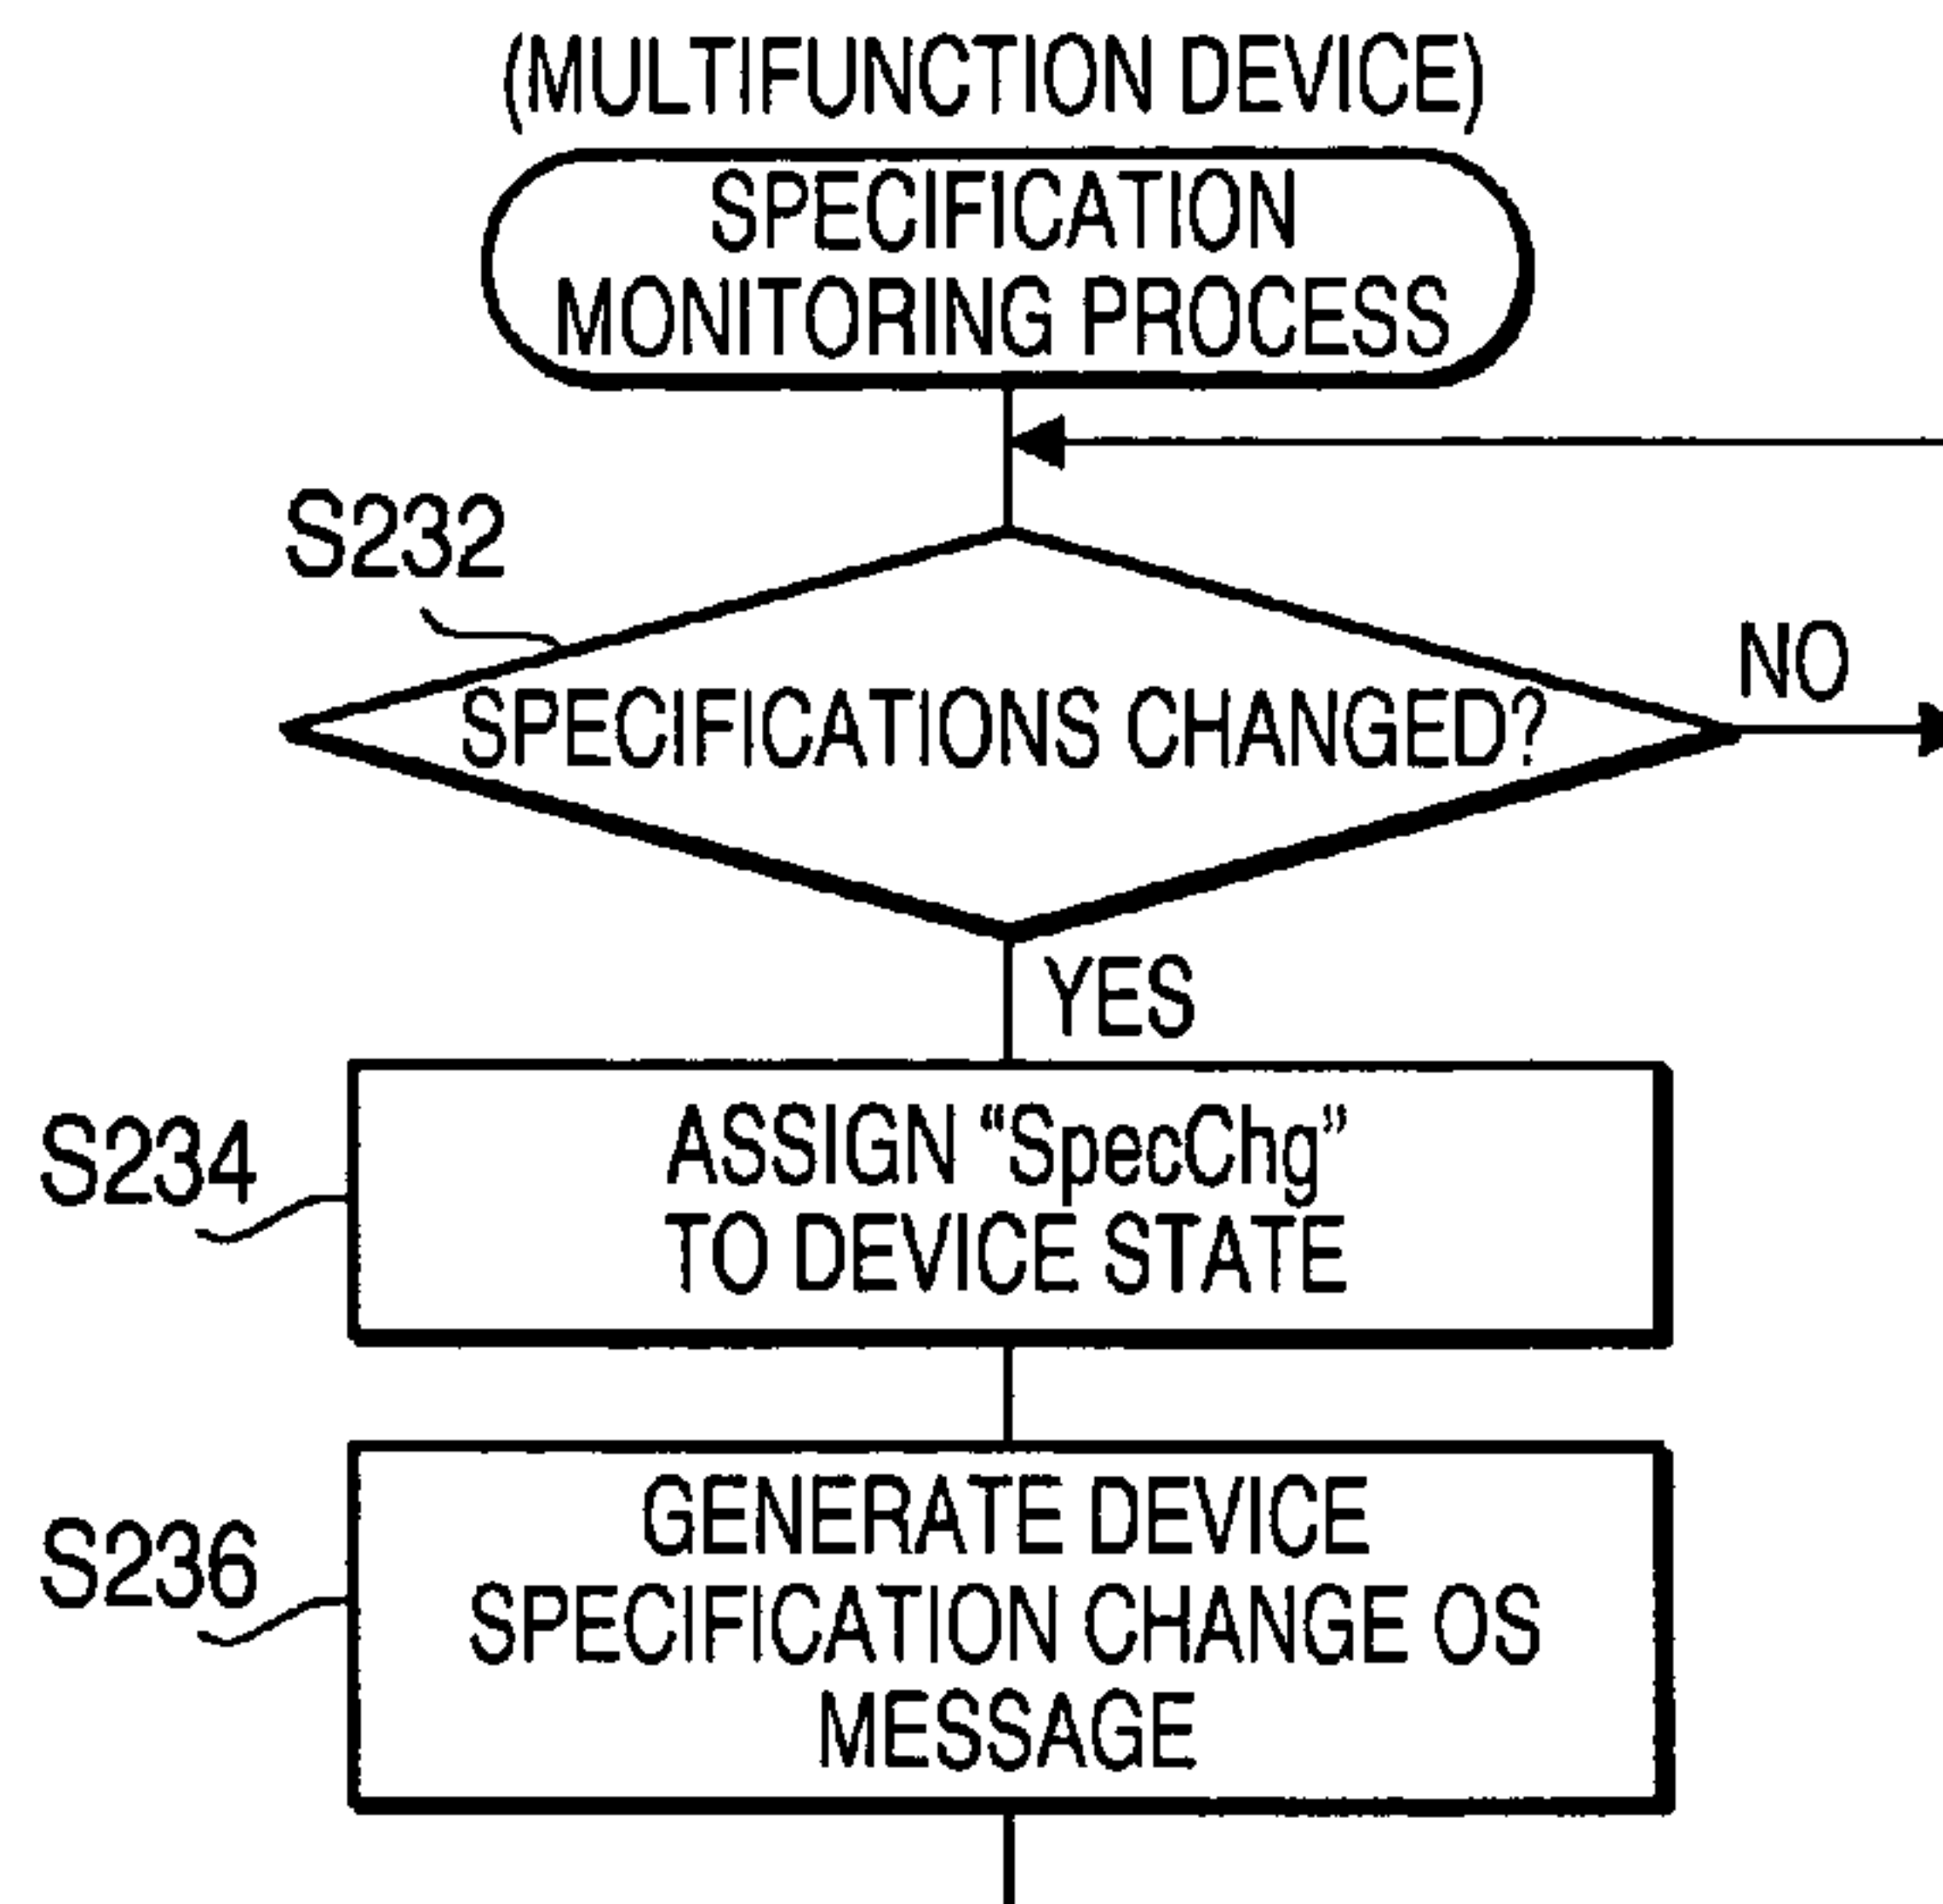 (MULTIFUNCTION DEVICE)
SPECIFICATION
MONITORING PROCESS
S232
SPECIFICATIONS CHANGED?
NO
YES
S234
ASSIGN “SpecChg”
TO DEVICE STATE
S236
GENERATE DEVICE
SPECIFICATION CHANGE OS
MESSAGE